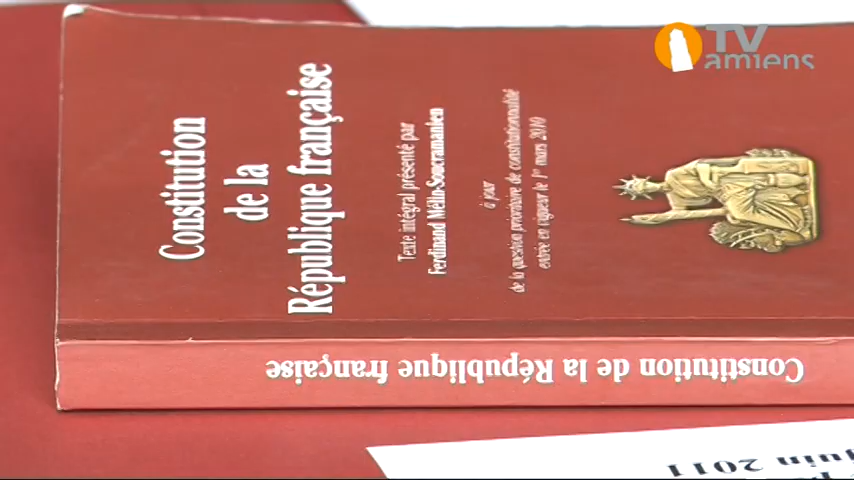 TV
amiens
Constitution
de la
République française
Texte intégral présenté par
Ferdinand Mélin-Soucramanien
à jour
de la question prioritaire de constitutionnalité
entrée en vigueur le 1er mars 2010
Constitution de la République française
juin 2011